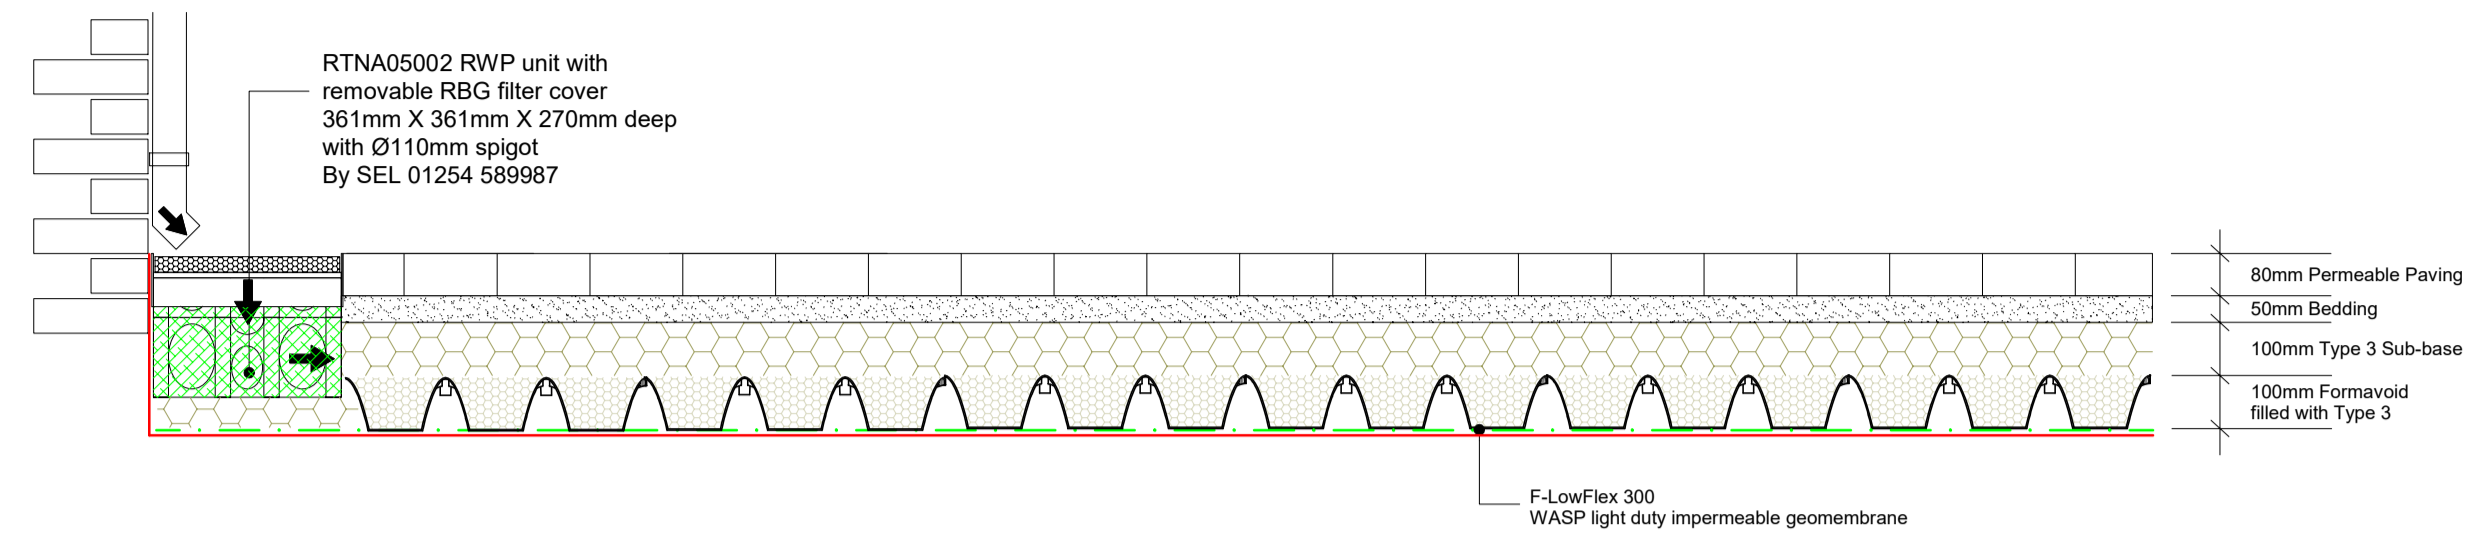 RTNA05002 RWP unit with
removable RBG filter cover
361mm X 361mm X 270mm deep
with Ø110mm spigot
By SEL 01254 589987
80mm Permeable Paving
50mm Bedding
100mm Type 3 Sub-base
100mm Formavoid
filled with Type 3
F-LowFlex 300
WASP light duty impermeable geomembrane